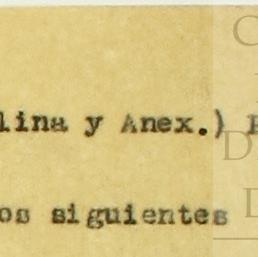 lina y Anex.)
os siguientes